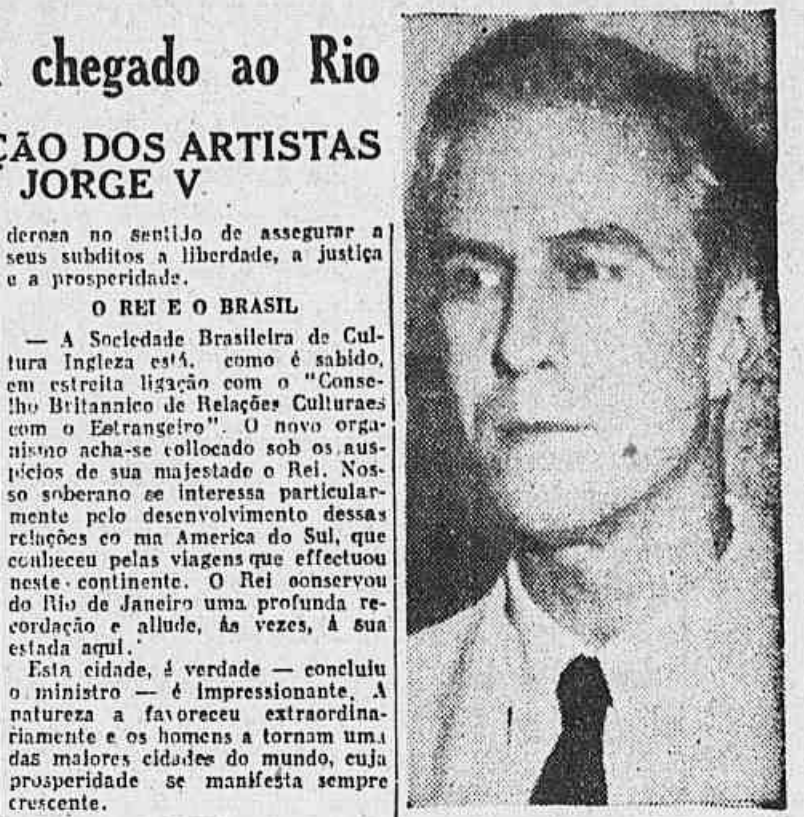 chegado ao Rio
ÇÃO DOS ARTISTAS
JORGE V
derosa no sentido de assegurar a
seus subditos a liberdade, a justiça
e a prosperidade.
O REI E O BRASIL
— A Sociedade Brasileira de Cul-
tura Ingleza está, como é sabido,
em estreita ligação com o "Conse-
lho Britannico de Relações Culturaes
com o Estrangeiro". O novo orga-
nismo acha-se collocado sob os aus-
picios de sua majestado o Rei. Nos-
so soberano se interessa particular-
mente pelo desenvolvimento dessas
relações co ma America do Sul, que
conheceu pelas viagens que effectuou
neste continente. O Rei conservou
do Rio de Janeiro uma profunda re-
cordação e allude, ás vezes, á sua
estada aqui.
Esta cidade, é verdade — concluiu
o ministro — é impressionante. A
natureza a favoreceu extraordina-
riamente e os homens a tornam uma
das maiores cidades do mundo, cuja
prosperidade se manifesta sempre
crescente.